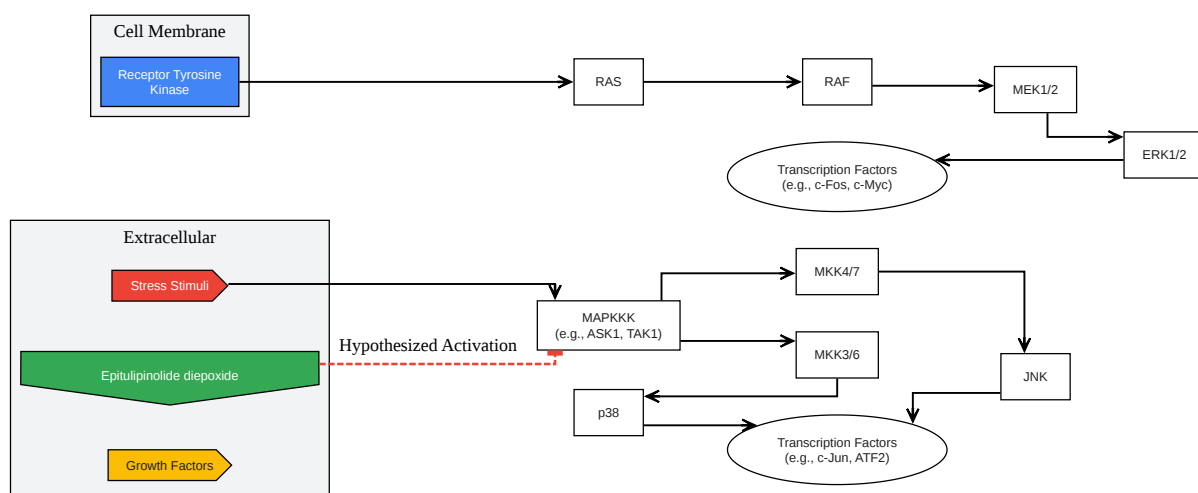 Cell Membrane
Receptor Tyrosine
Kinase
RAS
RAF
MEK1/2
ERK1/2
Transcription Factors
(e.g., c-Fos, c-Myc)
Extracellular
Stress Stimuli
MKK4/7
MAPKKK
(e.g., ASK1, TAK1)
Hypothesized Activation
MKK3/6
Epitulipinolide diepoxide
JNK
p38
Transcription Factors
(e.g., c-Jun, ATF2)
Growth Factors